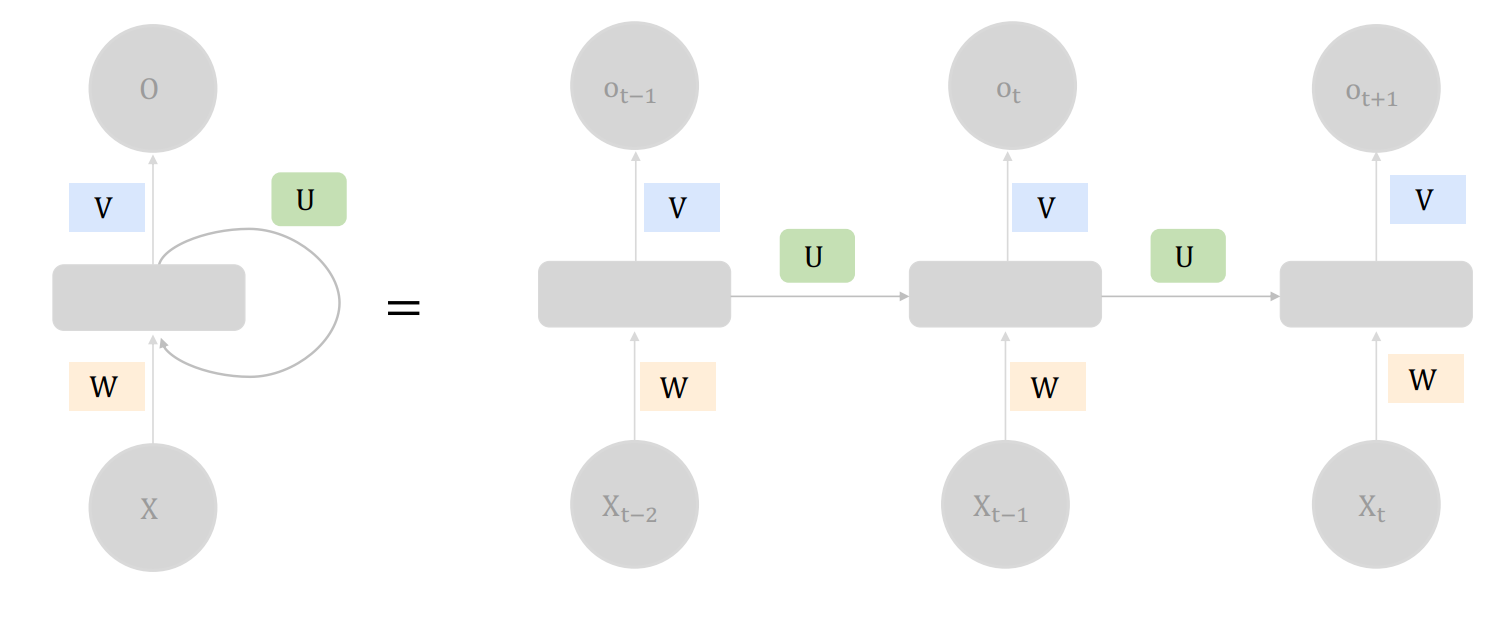 O
o_{t−1}
o_t
o_{t+1}
V
U
V
V
V
U
U
=
W
W
W
W
X
X_{t−2}
X_{t−1}
X_t